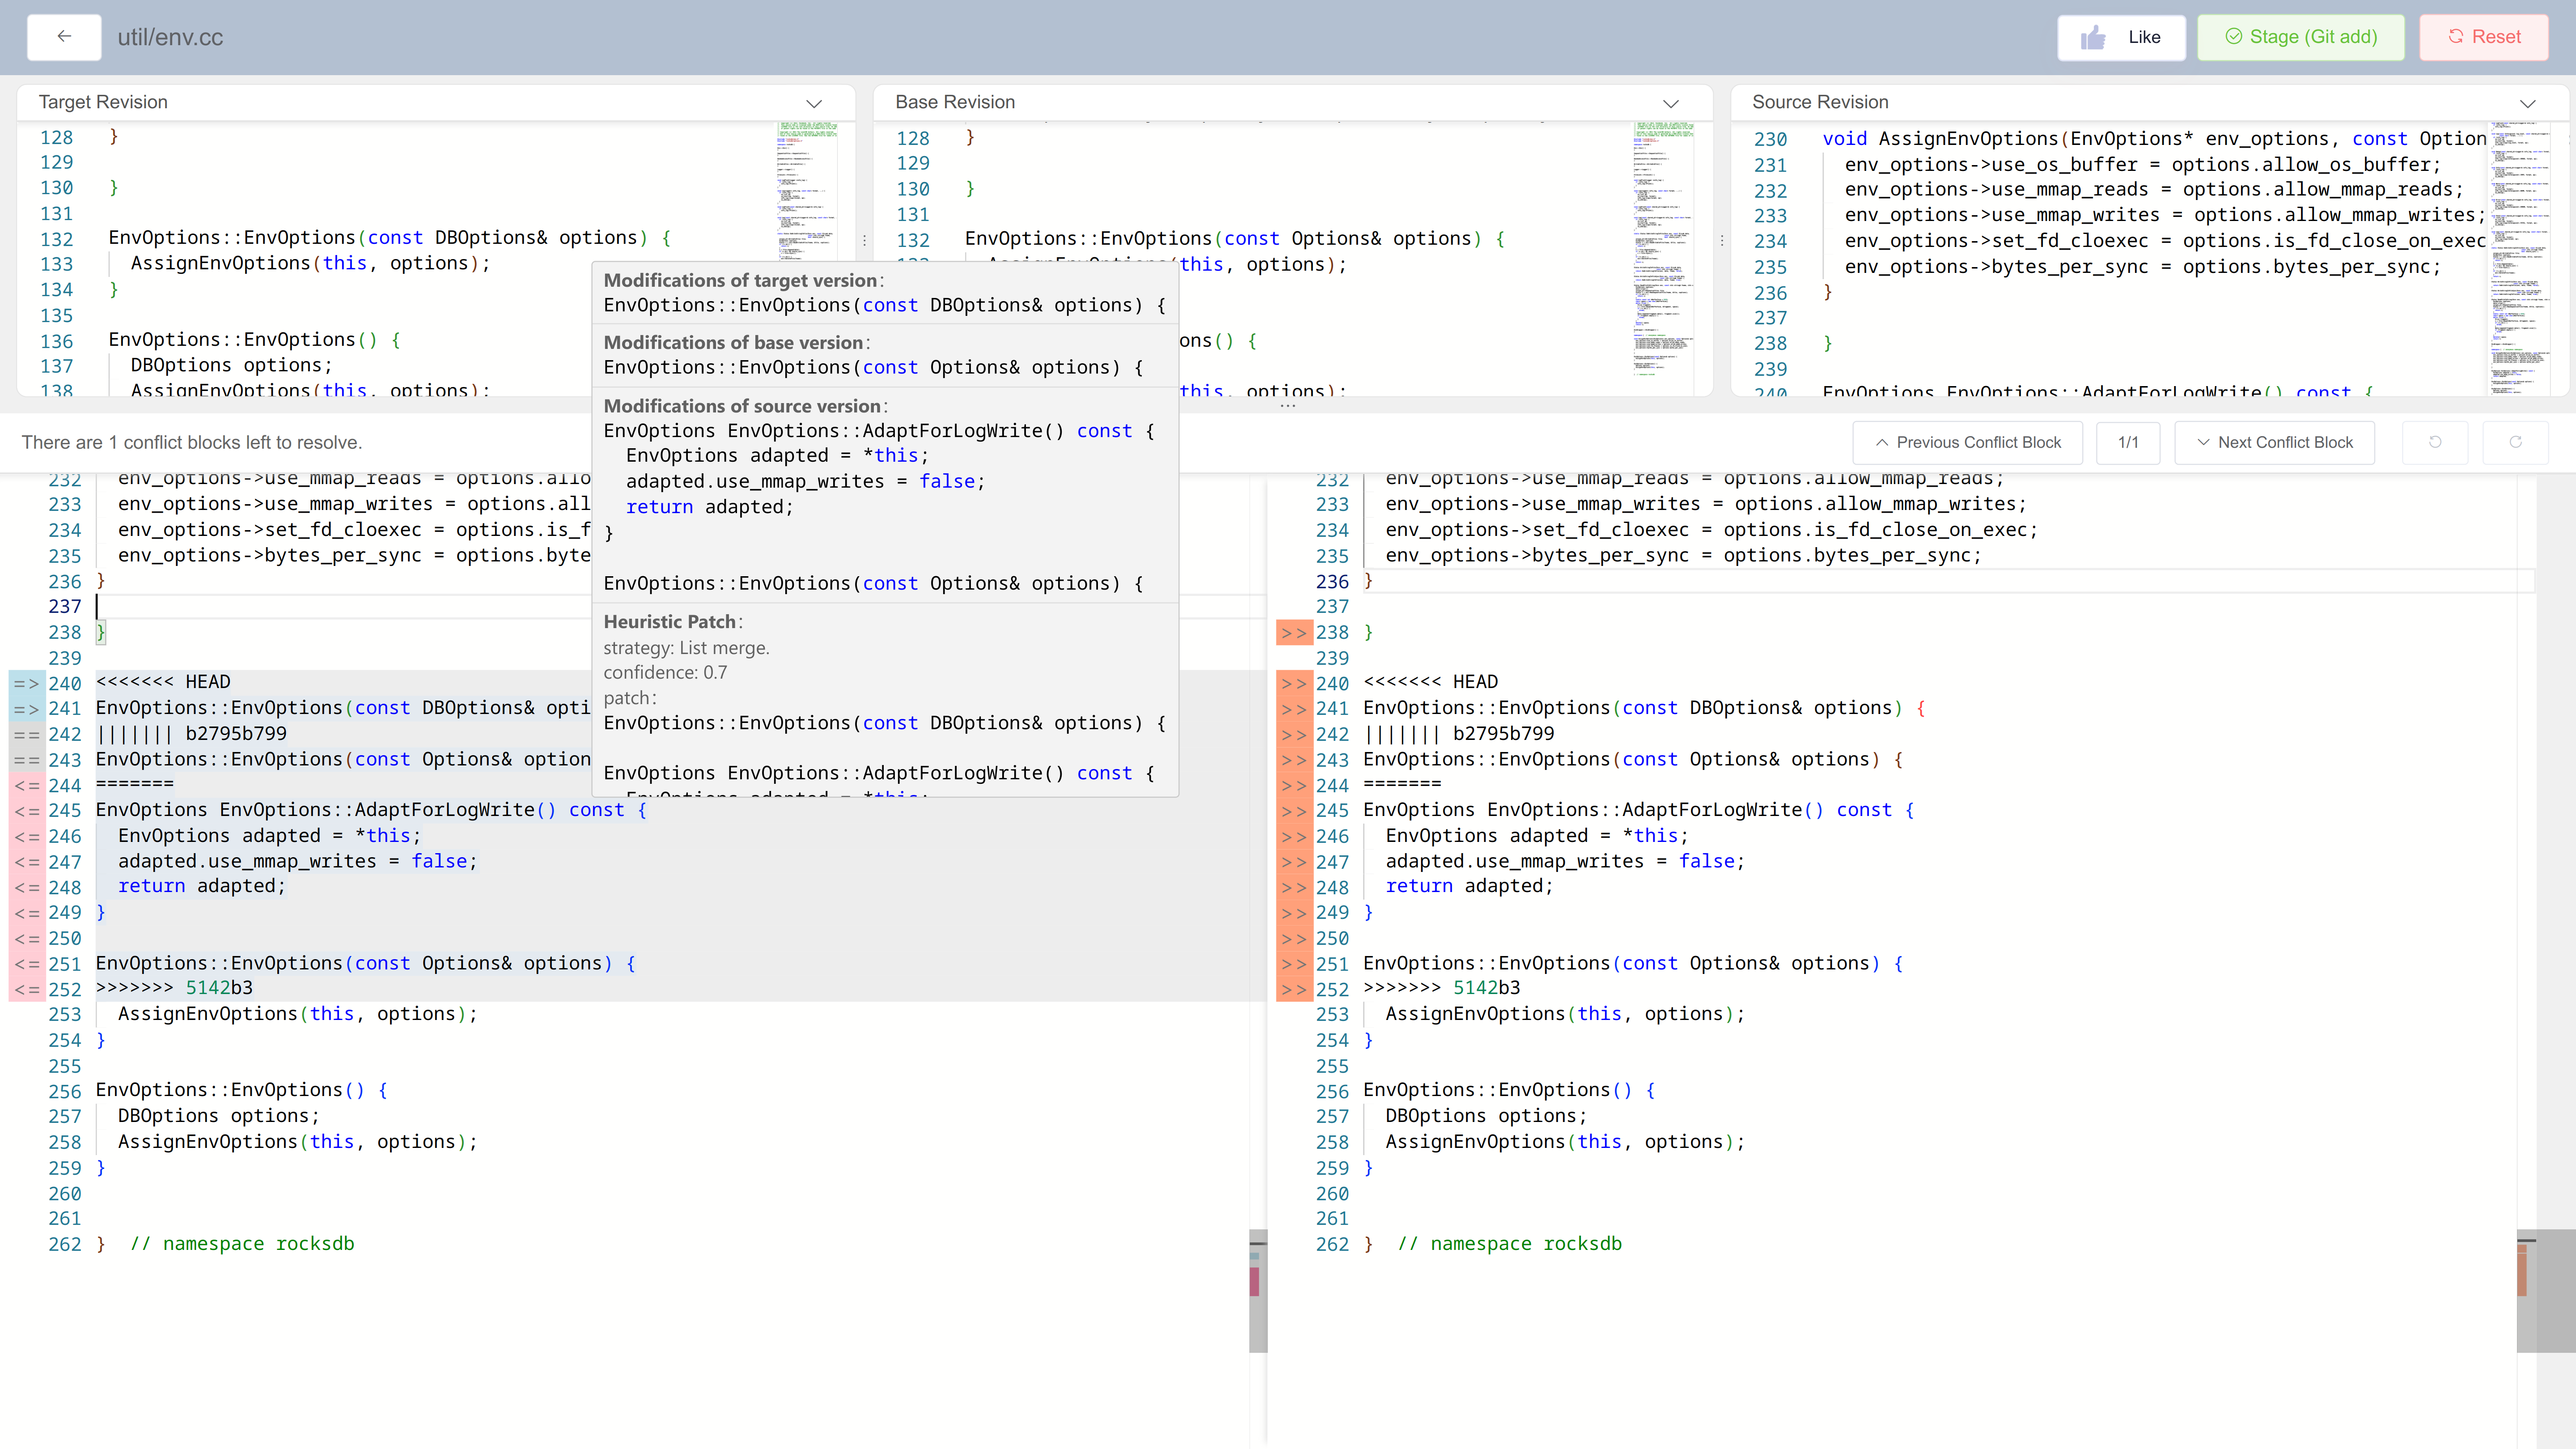 util/env.cc
Like
Stage (Git add)
Reset
Target Revision
128 }
129
130 }
131
132 EnvOptions::EnvOptions(const DBOptions& options) {
133 AssignEnvOptions(this, options);
134 }
135
136 EnvOptions::EnvOptions() {
137 DBOptions options;
138 AssignEnvOptions(this, options);
Base Revision
128 }
129
130 }
131
132 EnvOptions::EnvOptions(const Options& options) {
this, options);
ons() {
this, options);
Source Revision
230 void AssignEnvOptions(EnvOptions* env_options, const Option
231 env_options->use_os_buffer = options.allow_os_buffer;
232 env_options->use_mmap_reads = options.allow_mmap_reads;
233 env_options->use_mmap_writes = options.allow_mmap_writes;
234 env_options->set_fd_cloexec = options.is_fd_close_on_exec
235 env_options->bytes_per_sync = options.bytes_per_sync;
236 }
237
238 }
239
240 EnvOptions EnvOptions::AdaptForLogWrite() const {
Modifications of target version:
EnvOptions::EnvOptions(const DBOptions& options) {
Modifications of base version:
EnvOptions::EnvOptions(const Options& options) {
Modifications of source version:
EnvOptions EnvOptions::AdaptForLogWrite() const {
EnvOptions adapted = *this;
adapted.use_mmap_writes = false;
return adapted;
}
EnvOptions::EnvOptions(const Options& options) {
Heuristic Patch:
strategy: List merge.
confidence: 0.7
patch:
EnvOptions::EnvOptions(const DBOptions& options) {
EnvOptions EnvOptions::AdaptForLogWrite() const {
EnvOptions adapted = *this;
There are 1 conflict blocks left to resolve.
Previous Conflict Block
1/1
Next Conflict Block
232 env_options->use_mmap_reads = options.allo
233 env_options->use_mmap_writes = options.all
234 env_options->set_fd_cloexec = options.is_f
235 env_options->bytes_per_sync = options.byte
236 }
237
238 }
239
=> 240 <<<<<<< HEAD
=> 241 EnvOptions::EnvOptions(const DBOptions& opti
== 242 ||||||| b2795b799
== 243 EnvOptions::EnvOptions(const Options& option
<= 244 =======
<= 245 EnvOptions EnvOptions::AdaptForLogWrite() const {
<= 246 EnvOptions adapted = *this;
<= 247 adapted.use_mmap_writes = false;
<= 248 return adapted;
<= 249 }
<= 250
<= 251 EnvOptions::EnvOptions(const Options& options) {
<= 252 >>>>>>> 5142b3
253 AssignEnvOptions(this, options);
254 }
255
256 EnvOptions::EnvOptions() {
257 DBOptions options;
258 AssignEnvOptions(this, options);
259 }
260
261
262 } // namespace rocksdb
232 env_options->use_mmap_reads = options.allow_mmap_reads;
233 env_options->use_mmap_writes = options.allow_mmap_writes;
234 env_options->set_fd_cloexec = options.is_fd_close_on_exec;
235 env_options->bytes_per_sync = options.bytes_per_sync;
236 }
237
>> 238 }
239
>> 240 <<<<<<< HEAD
>> 241 EnvOptions::EnvOptions(const DBOptions& options) {
>> 242 ||||||| b2795b799
>> 243 EnvOptions::EnvOptions(const Options& options) {
>> 244 =======
>> 245 EnvOptions EnvOptions::AdaptForLogWrite() const {
>> 246 EnvOptions adapted = *this;
>> 247 adapted.use_mmap_writes = false;
>> 248 return adapted;
>> 249 }
>> 250
>> 251 EnvOptions::EnvOptions(const Options& options) {
>> 252 >>>>>>> 5142b3
253 AssignEnvOptions(this, options);
254 }
255
256 EnvOptions::EnvOptions() {
257 DBOptions options;
258 AssignEnvOptions(this, options);
259 }
260
261
262 } // namespace rocksdb